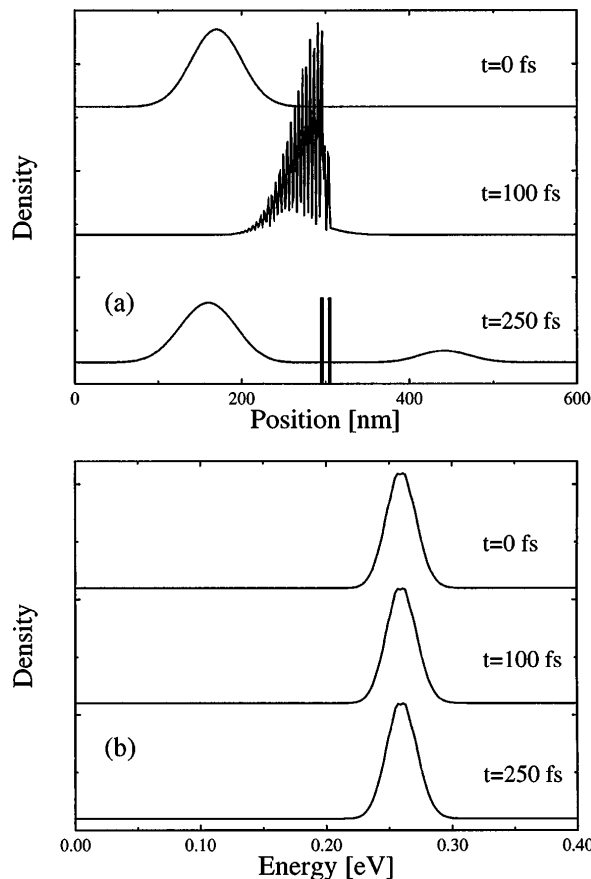 t=0 fs
t=100 fs
(a)
t=250 fs
Density
0
200
400
600
Position [nm]
t=0 fs
t=100 fs
(b)
t=250 fs
Density
0.00
0.10
0.20
0.30
0.40
Energy [eV]